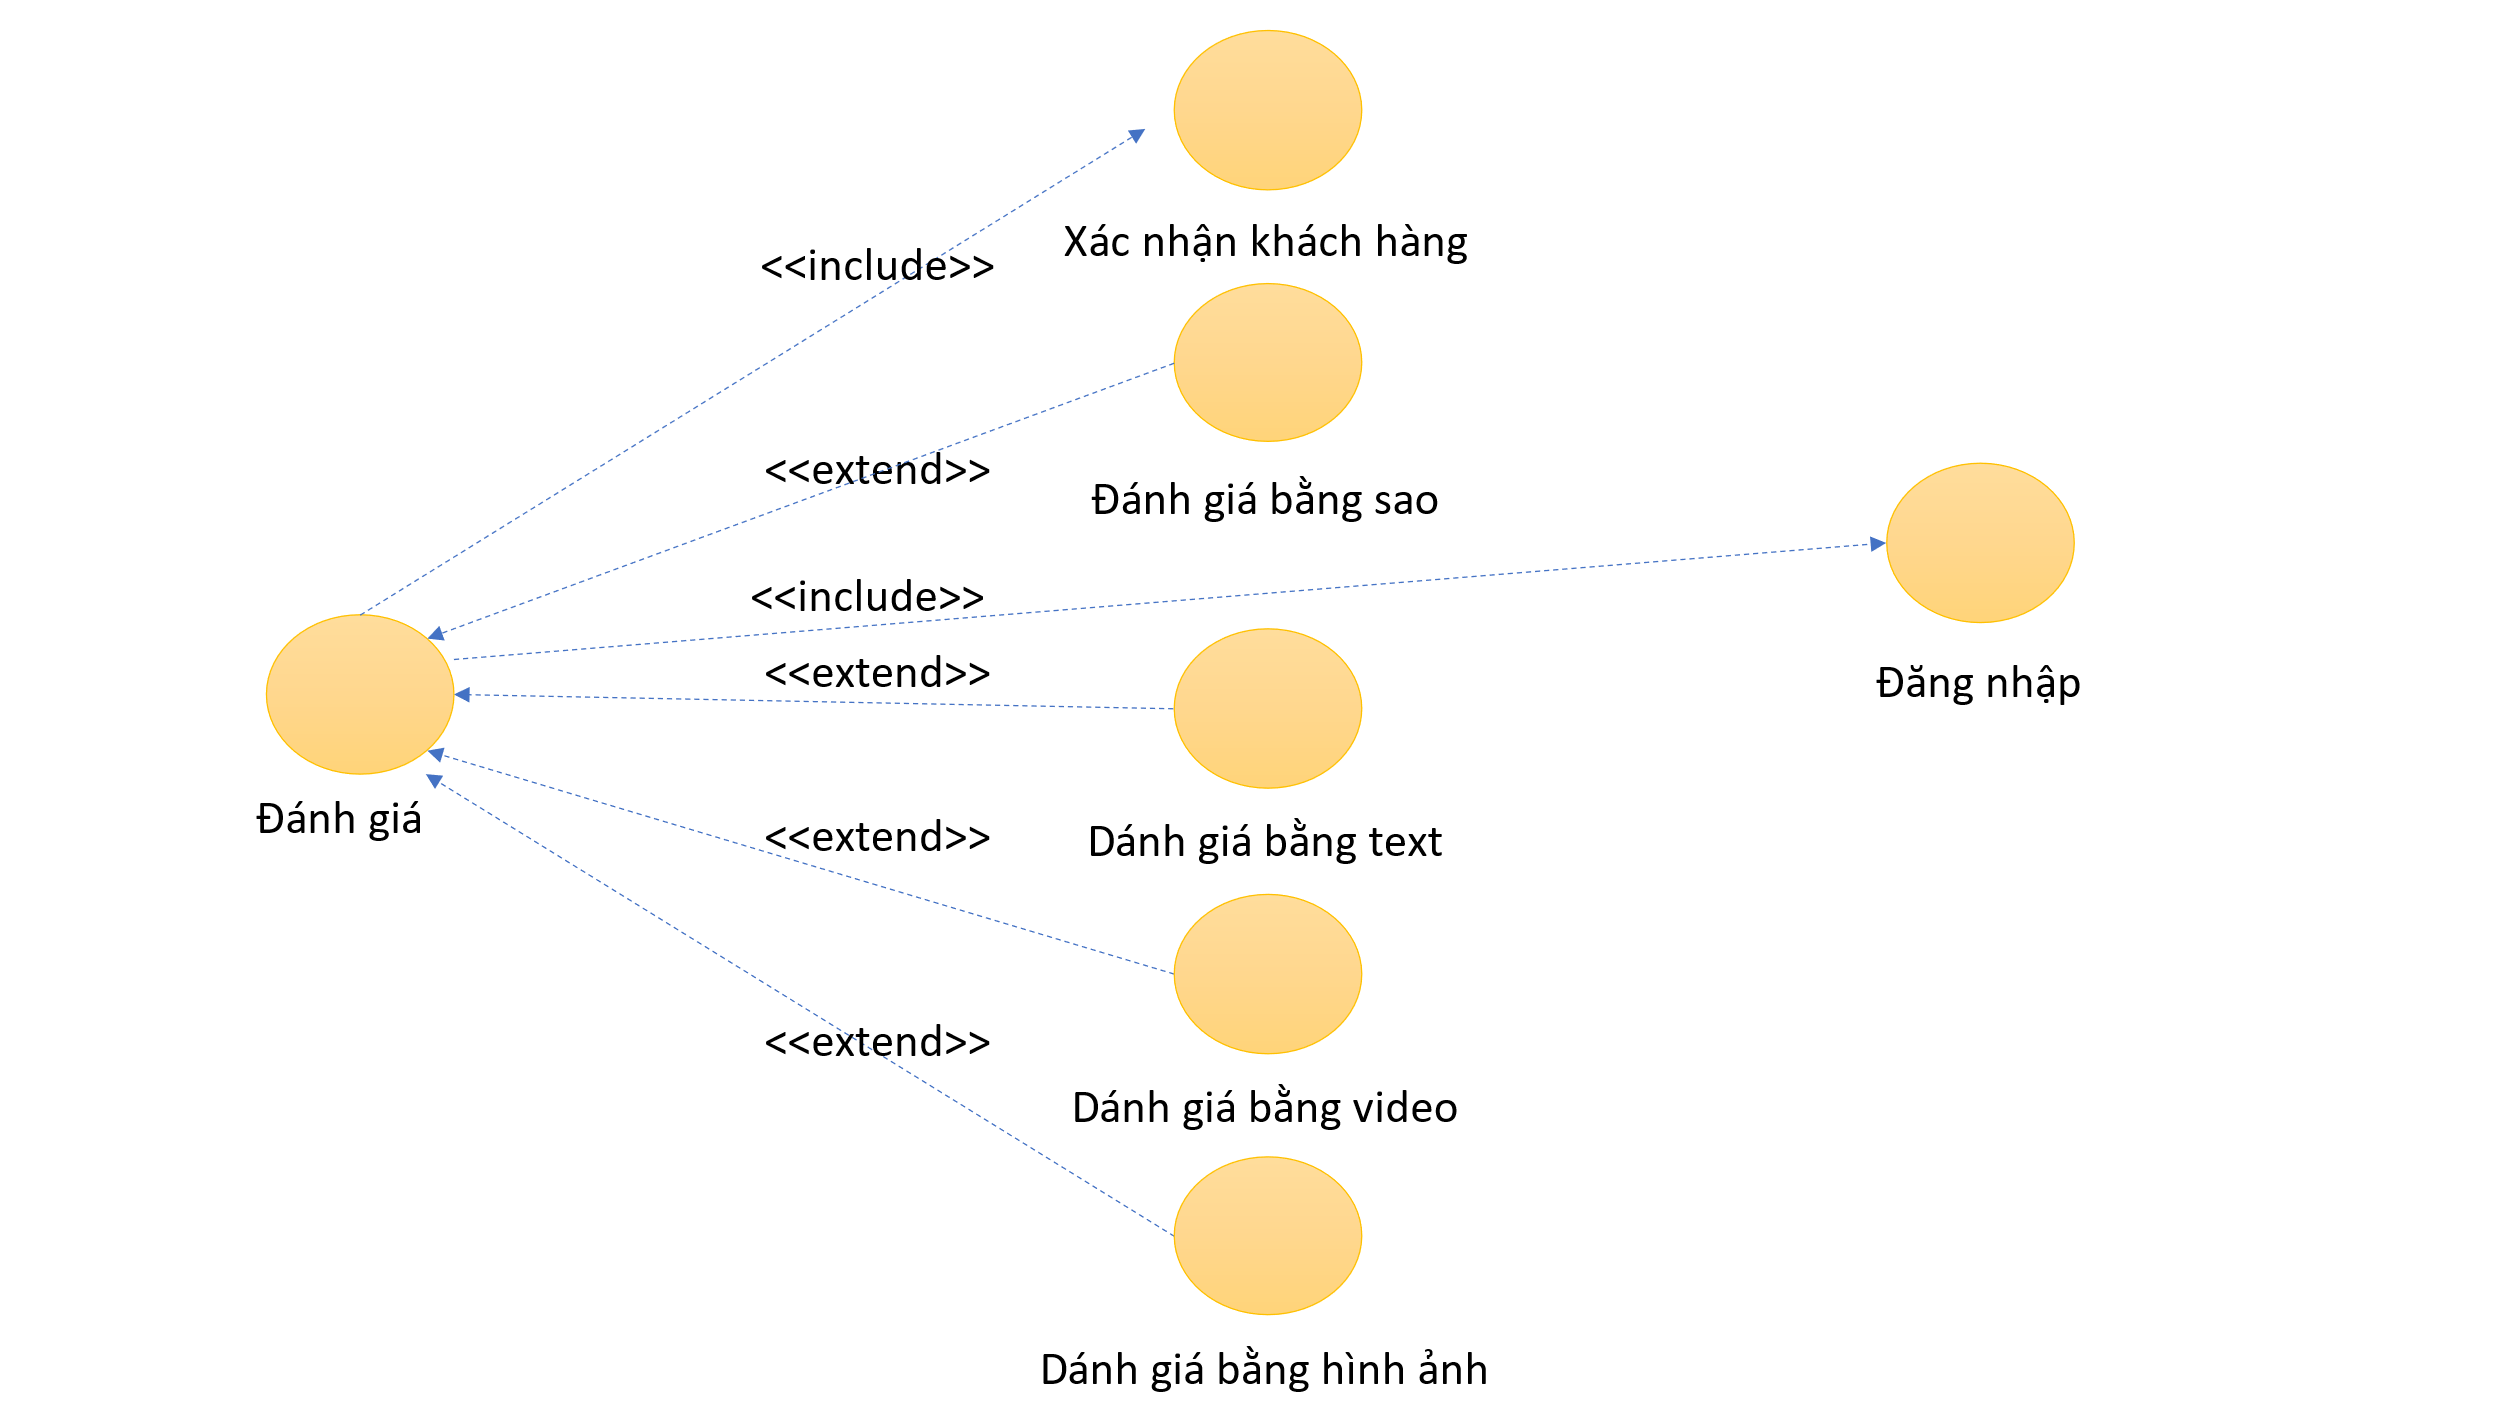 Xác nhận khách hàng
<<include>>
<<extend>>
Đánh giá bằng sao
<<include>>
<<extend>>
Đăng nhập
Đánh giá
<<extend>>
Dánh giá bằng text
<<extend>>
Dánh giá bằng video
Dánh giá bằng hình ảnh